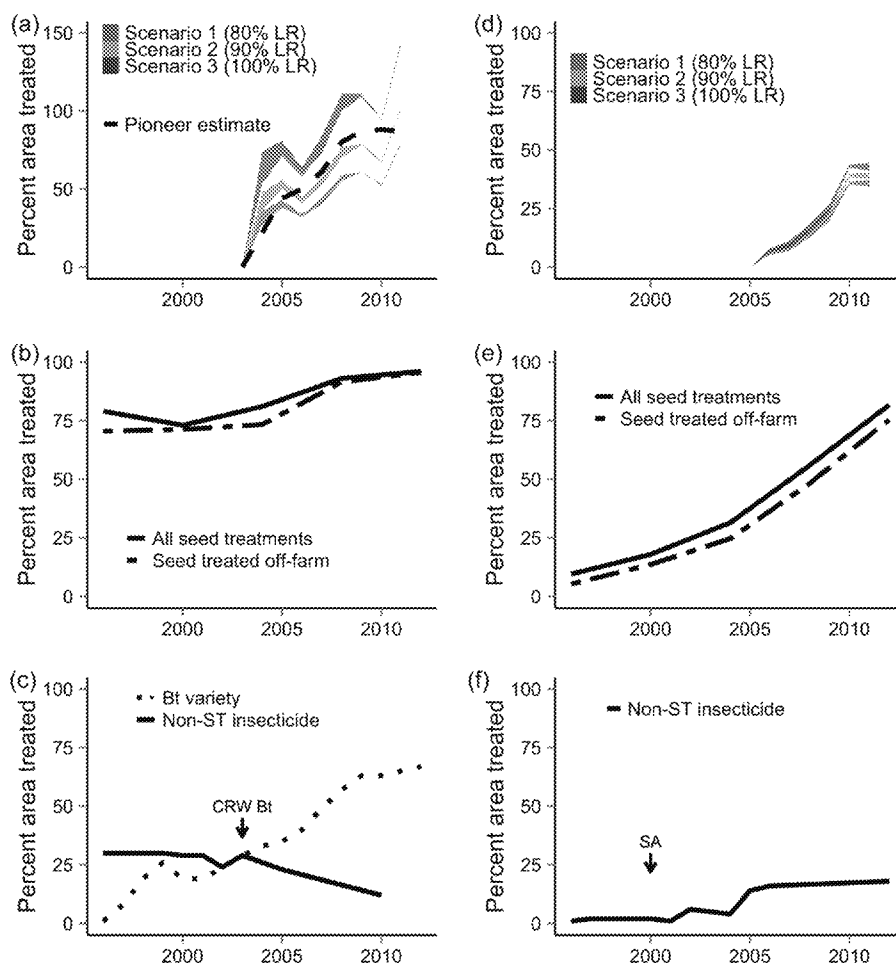 (a)
Percent area treated
150
100
50
0
Scenario 1 (80% LR)
Scenario 2 (90% LR)
Scenario 3 (100% LR)
Pioneer estimate
2000 2005 2010
(d)
Percent area treated
100
75
50
25
0
Scenario 1 (80% LR)
Scenario 2 (90% LR)
Scenario 3 (100% LR)
2000 2005 2010
(b)
Percent area treated
100
75
50
25
0
All seed treatments
Seed treated off-farm
2000 2005 2010
(e)
Percent area treated
100
75
50
25
0
All seed treatments
Seed treated off-farm
2000 2005 2010
(c)
Percent area treated
100
75
50
25
0
Bt variety
Non-ST insecticide
CRW Bt
2000 2005 2010
(f)
Percent area treated
100
75
50
25
0
Non-ST insecticide
SA
2000 2005 2010